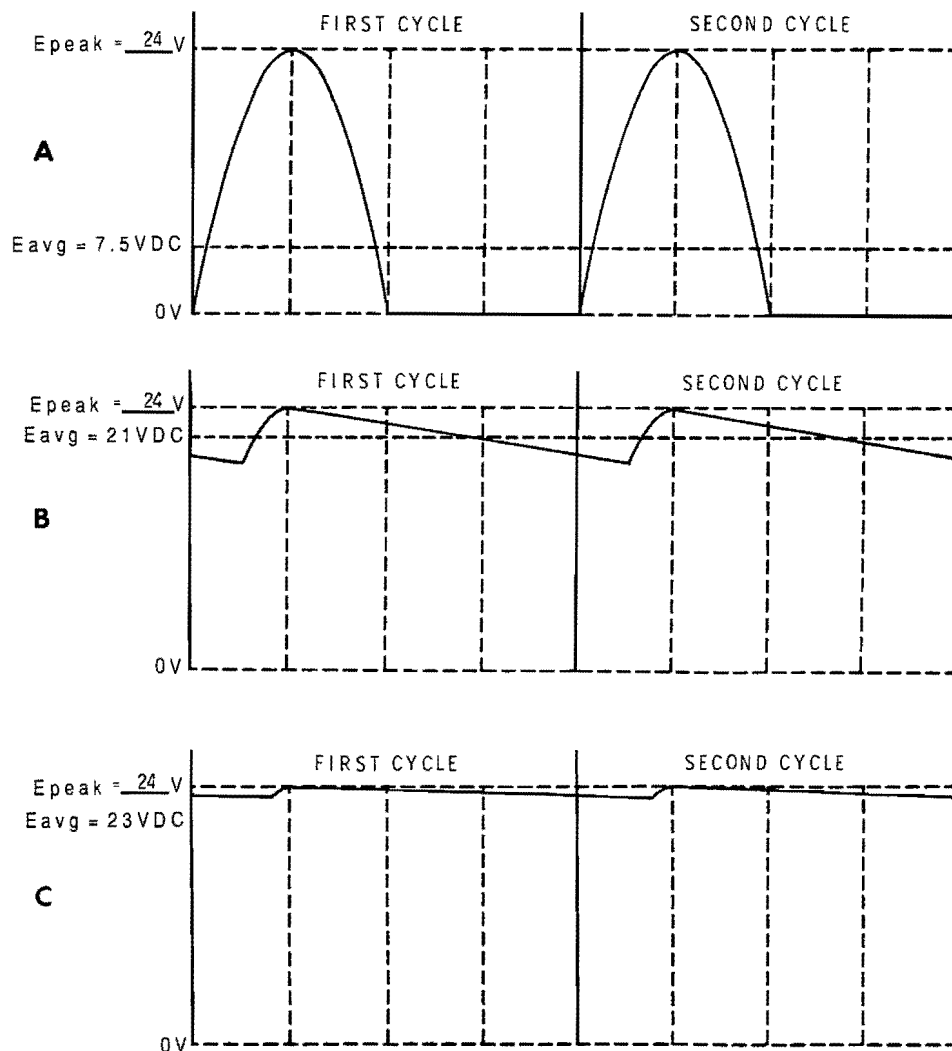 FIRST CYCLE
SECOND CYCLE
Epeak = 24 V
A
Eavg = 7.5VDC
0V
FIRST CYCLE
SECOND CYCLE
Epeak = 24 V
Eavg = 21VDC
B
0V
FIRST CYCLE
SECOND CYCLE
Epeak = 24 V
Eavg = 23VDC
C
0V